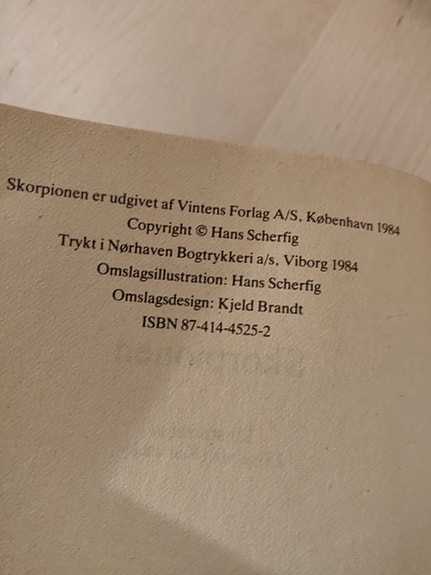 Skorpionen er udgivet af Vintens Forlag A/S, København 1984
Copyright © Hans Scherfig
Trykt i Nørhaven Bogtrykkeri a/s, Viborg 1984
Omslagsillustration: Hans Scherfig
Omslagsdesign: Kjeld Brandt
ISBN 87-414-4525-2